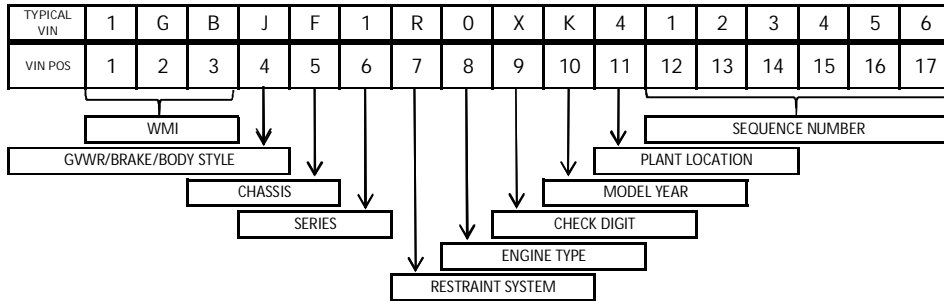 TYPICAL VIN 1 G B J F 1 R 0 X K 4 1 2 3 4 5 6
VIN POS 1 2 3 4 5 6 7 8 9 10 11 12 13 14 15 16 17
WMI SEQUENCE NUMBER
GVWR/BRAKE/BODY STYLE PLANT LOCATION
CHASSIS MODEL YEAR
SERIES CHECK DIGIT
ENGINE TYPE
RESTRAINT SYSTEM